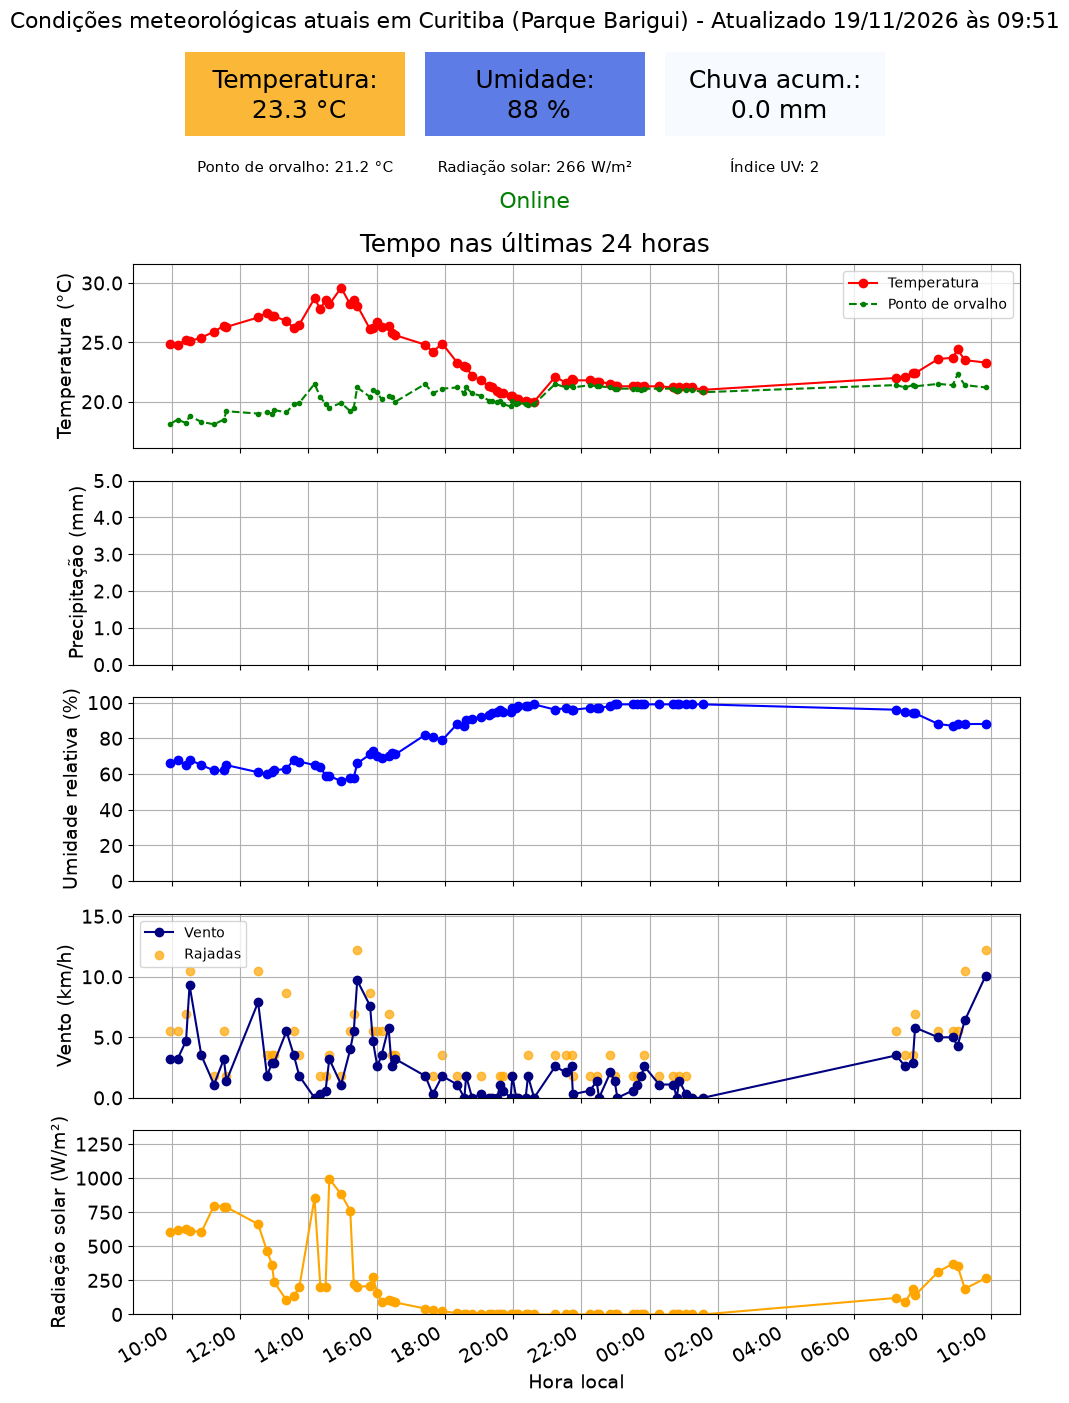 Condições meteorológicas atuais em Curitiba (Parque Barigui) - Atualizado 19/11/2026 às 09:51
Temperatura:
23.3 °C
Umidade:
88 %
Chuva acum.:
0.0 mm
Ponto de orvalho: 21.2 °C
Radiação solar: 266 W/m²
Índice UV: 2
Online
Tempo nas últimas 24 horas
Temperatura (°C)
30.0
25.0
20.0
Temperatura
Ponto de orvalho
Precipitação (mm)
5.0
4.0
3.0
2.0
1.0
0.0
Umidade relativa (%)
100
80
60
40
20
0
Vento (km/h)
15.0
10.0
5.0
0.0
Vento
Rajadas
Radiação solar (W/m²)
1250
1000
750
500
250
0
10:00
12:00
14:00
16:00
18:00
20:00
22:00
00:00
02:00
04:00
06:00
08:00
10:00
Hora local